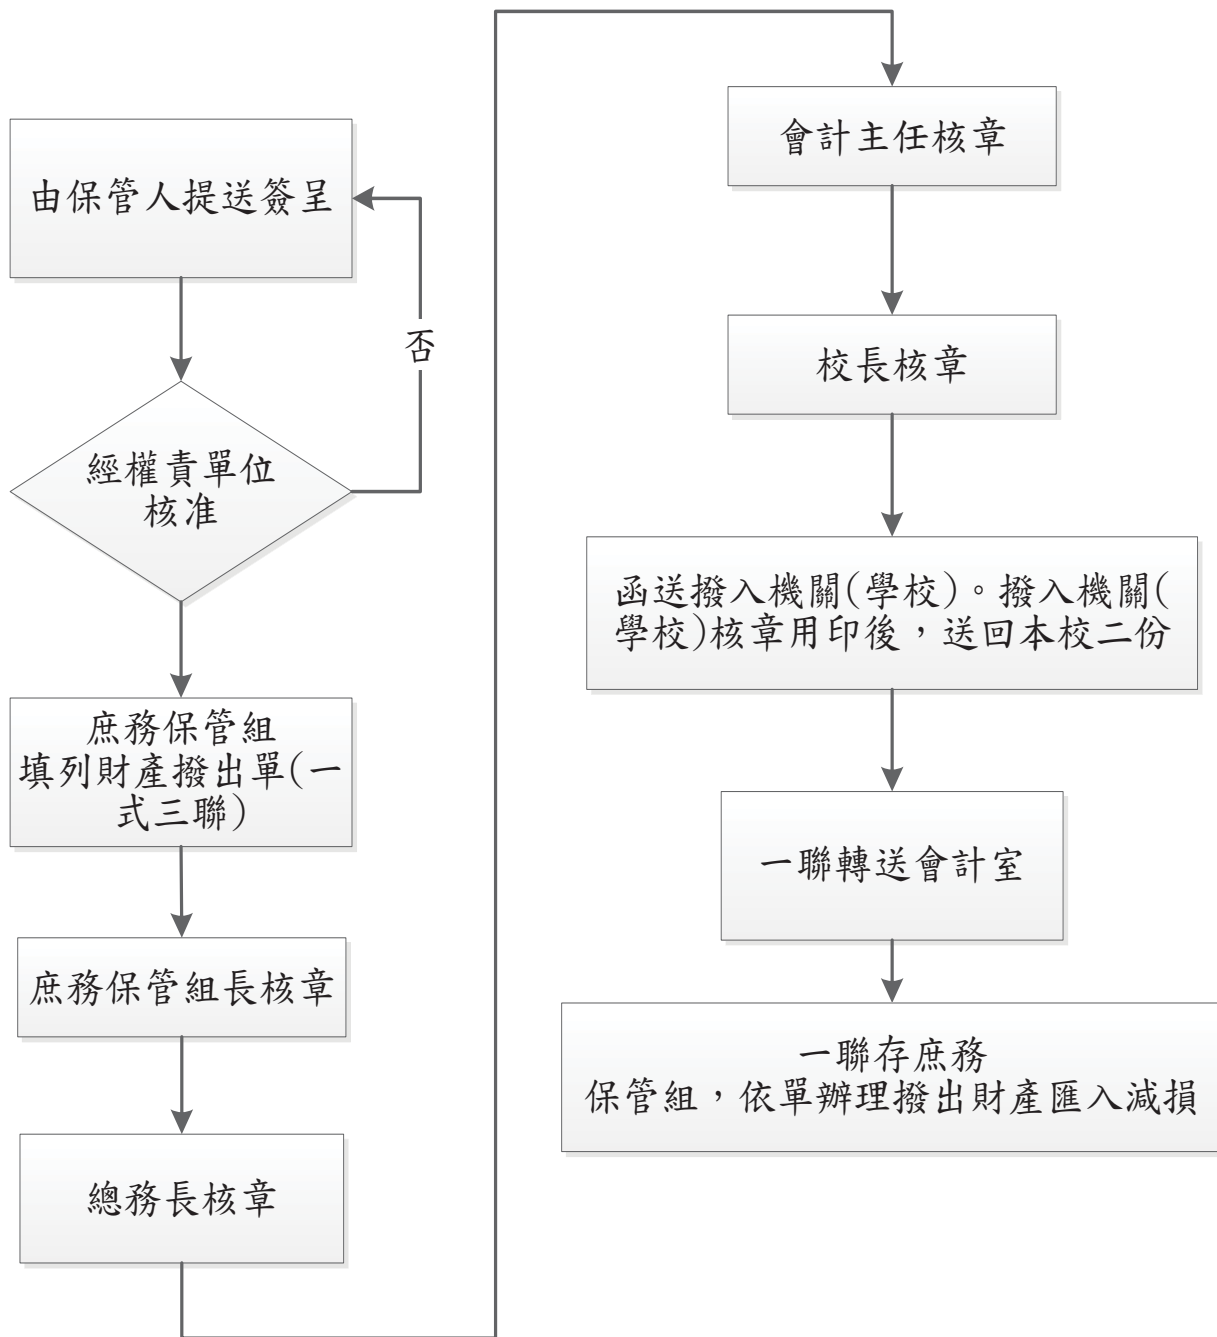 由保管人提送簽呈
否
經權責單位
核准
庶務保管組
填列財產撥出單(一
式三聯)
庶務保管組長核章
總務長核章
會計主任核章
校長核章
函送撥入機關(學校)。撥入機關(
學校)核章用印後，送回本校二份
一聯轉送會計室
一聯存庶務
保管組，依單辦理撥出財產匯入減損